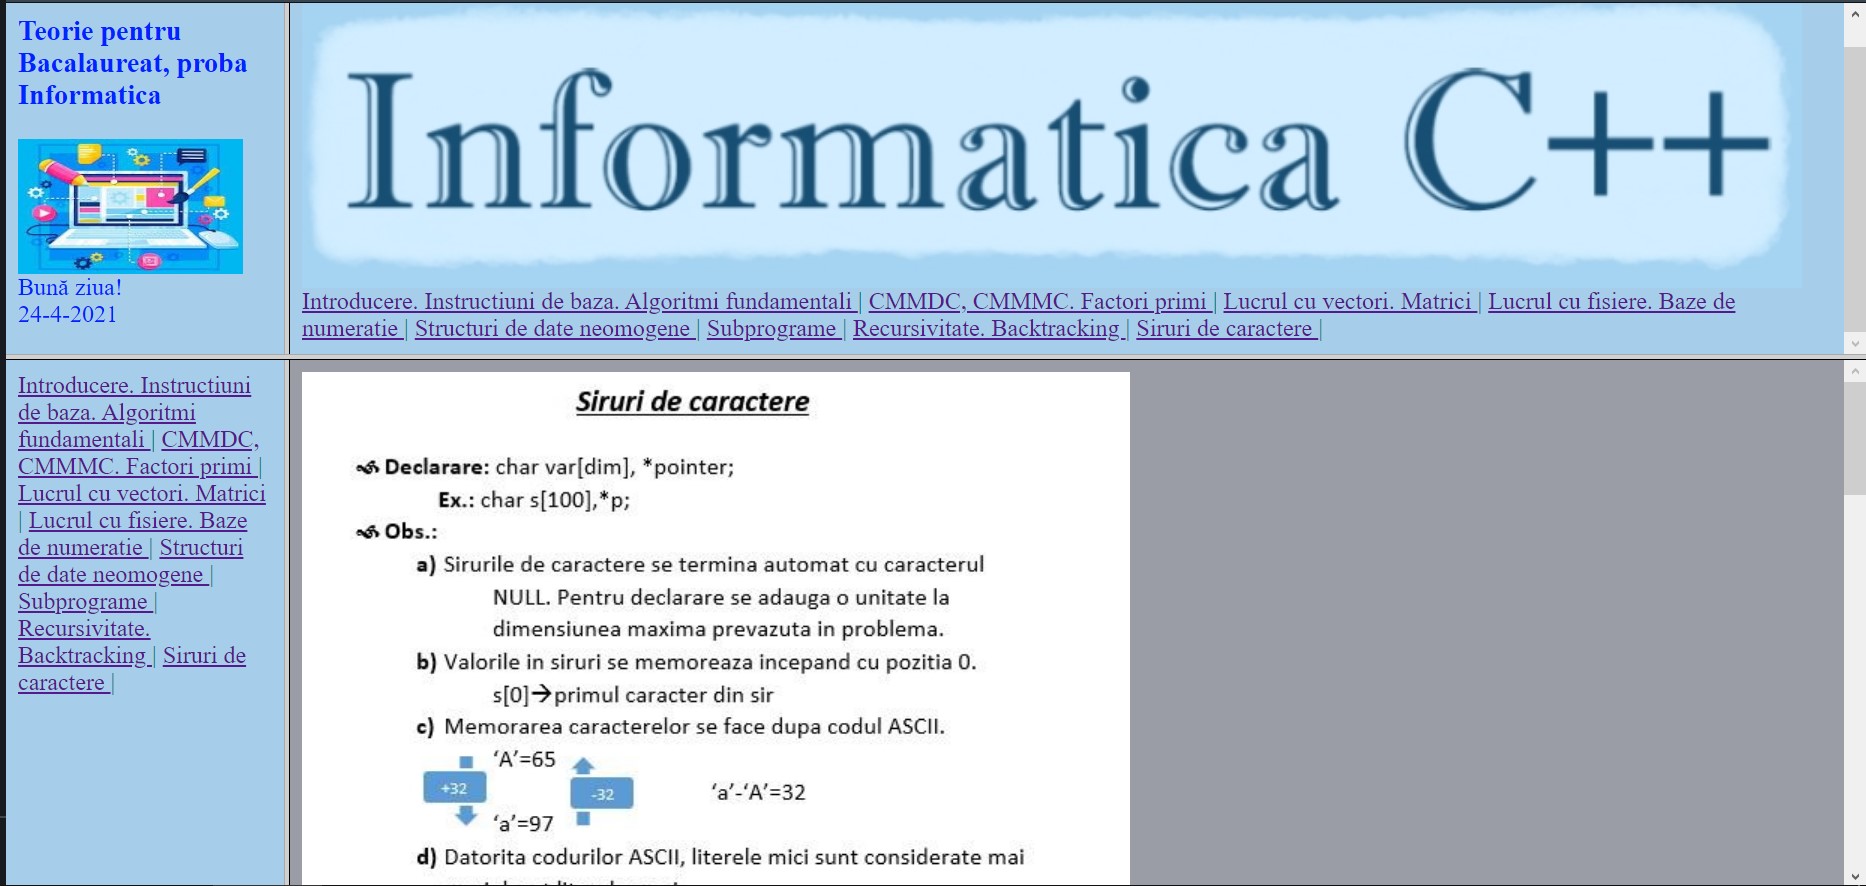 Teorie pentru
Bacalaureat, proba
Informatica
Bună ziua!
24-4-2021
Informatica C++
Introducere. Instructiuni de baza. Algoritmi fundamentali | CMMDC, CMMMC. Factori primi | Lucrul cu vectori. Matrici | Lucrul cu fisiere. Baze de
numeratie | Structuri de date neomogene | Subprograme | Recursivitate. Backtracking | Siruri de caractere |
Introducere. Instructiuni
de baza. Algoritmi
fundamentali | CMMDC,
CMMMC. Factori primi |
Lucrul cu vectori. Matrici
| Lucrul cu fisiere. Baze
de numeratie | Structuri
de date neomogene |
Subprograme |
Recursivitate.
Backtracking | Siruri de
caractere |
Siruri de caractere
Declarare: char var[dim], *pointer;
Ex.: char s[100],*p;
Obs.:
a) Sirurile de caractere se termina automat cu caracterul
NULL. Pentru declarare se adauga o unitate la
dimensiunea maxima prevazuta in problema.
b) Valorile in siruri se memoreaza incepand cu pozitia 0.
s[0]→primul caracter din sir
c) Memorarea caracterelor se face dupa codul ASCII.
‘A’=65
+32
-32
‘a’-‘A’=32
‘a’=97
d) Datorita codurilor ASCII, literele mici sunt considerate mai